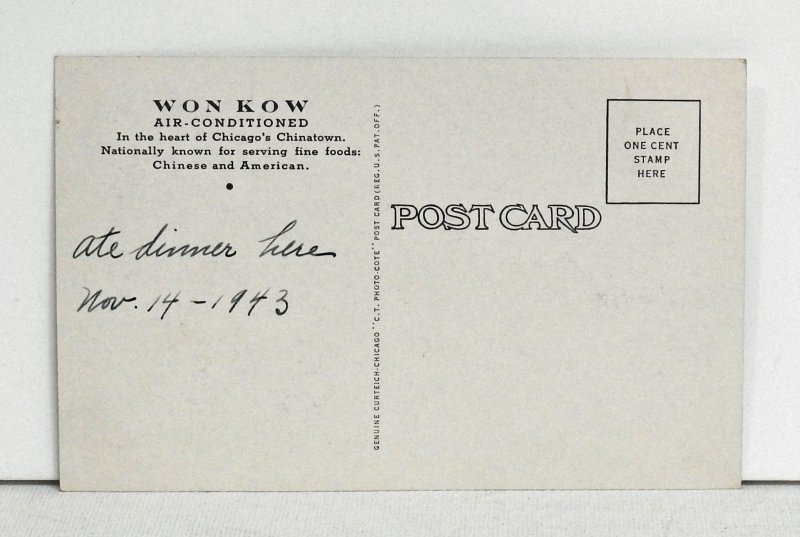 WON KOW
AIR-CONDITIONED
In the heart of Chicago's Chinatown.
Nationally known for serving fine foods:
Chinese and American.
ate dinner here
Nov. 14 - 1943
GENUINE CURTEICH-CHICAGO "C.T. PHOTO-COTE" POST CARD (REG. U.S. PAT. OFF.)
POST CARD
PLACE
ONE CENT
STAMP
HERE